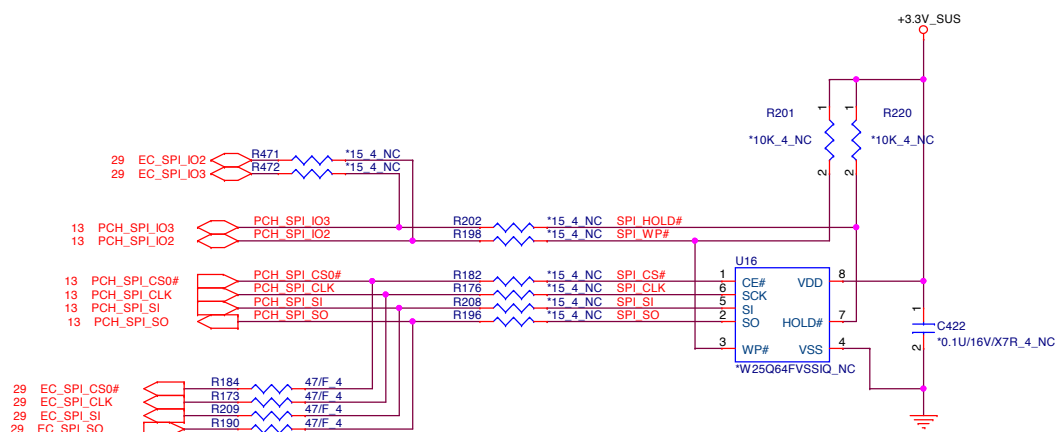 +3.3V_SUS
R201 R220
1 1
*10K_4_NC *10K_4_NC
2 2
29 EC_SPI_IO2 R471 *15_4_NC
29 EC_SPI_IO3 R472 *15_4_NC
13 PCH_SPI_IO3 PCH_SPI_IO3 R202 *15_4_NC SPI_HOLD#
13 PCH_SPI_IO2 PCH_SPI_IO2 R198 *15_4_NC SPI_WP#
U16
13 PCH_SPI_CS0# PCH_SPI_CS0# R182 *15_4_NC SPI_CS# 1 CE# VDD 8
13 PCH_SPI_CLK PCH_SPI_CLK R176 *15_4_NC SPI_CLK 6 SCK
13 PCH_SPI_SI PCH_SPI_SI R208 *15_4_NC SPI_SI 5 SI
13 PCH_SPI_SO PCH_SPI_SO R196 *15_4_NC SPI_SO 2 SO HOLD# 7
1
C422
3 WP# VSS 4
2 *0.1U/16V/X7R_4_NC
*W25Q64FVSSIQ_NC
29 EC_SPI_CS0# R184 47/F_4
29 EC_SPI_CLK R173 47/F_4
29 EC_SPI_SI R209 47/F_4
29 EC_SPI_SO R190 47/F_4